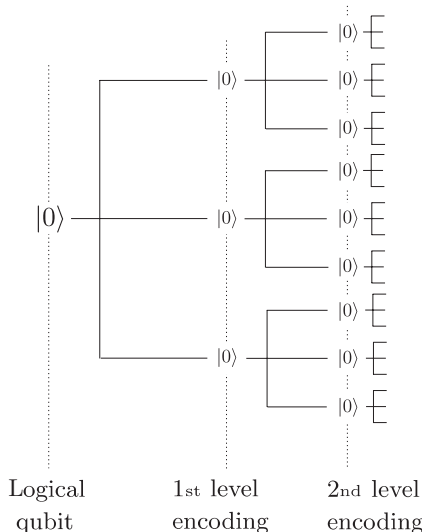 |0⟩
|0⟩
|0⟩
|0⟩
|0⟩
|0⟩
|0⟩
|0⟩
|0⟩
|0⟩
|0⟩
|0⟩
|0⟩
Logical
qubit
1st level
encoding
2nd level
encoding